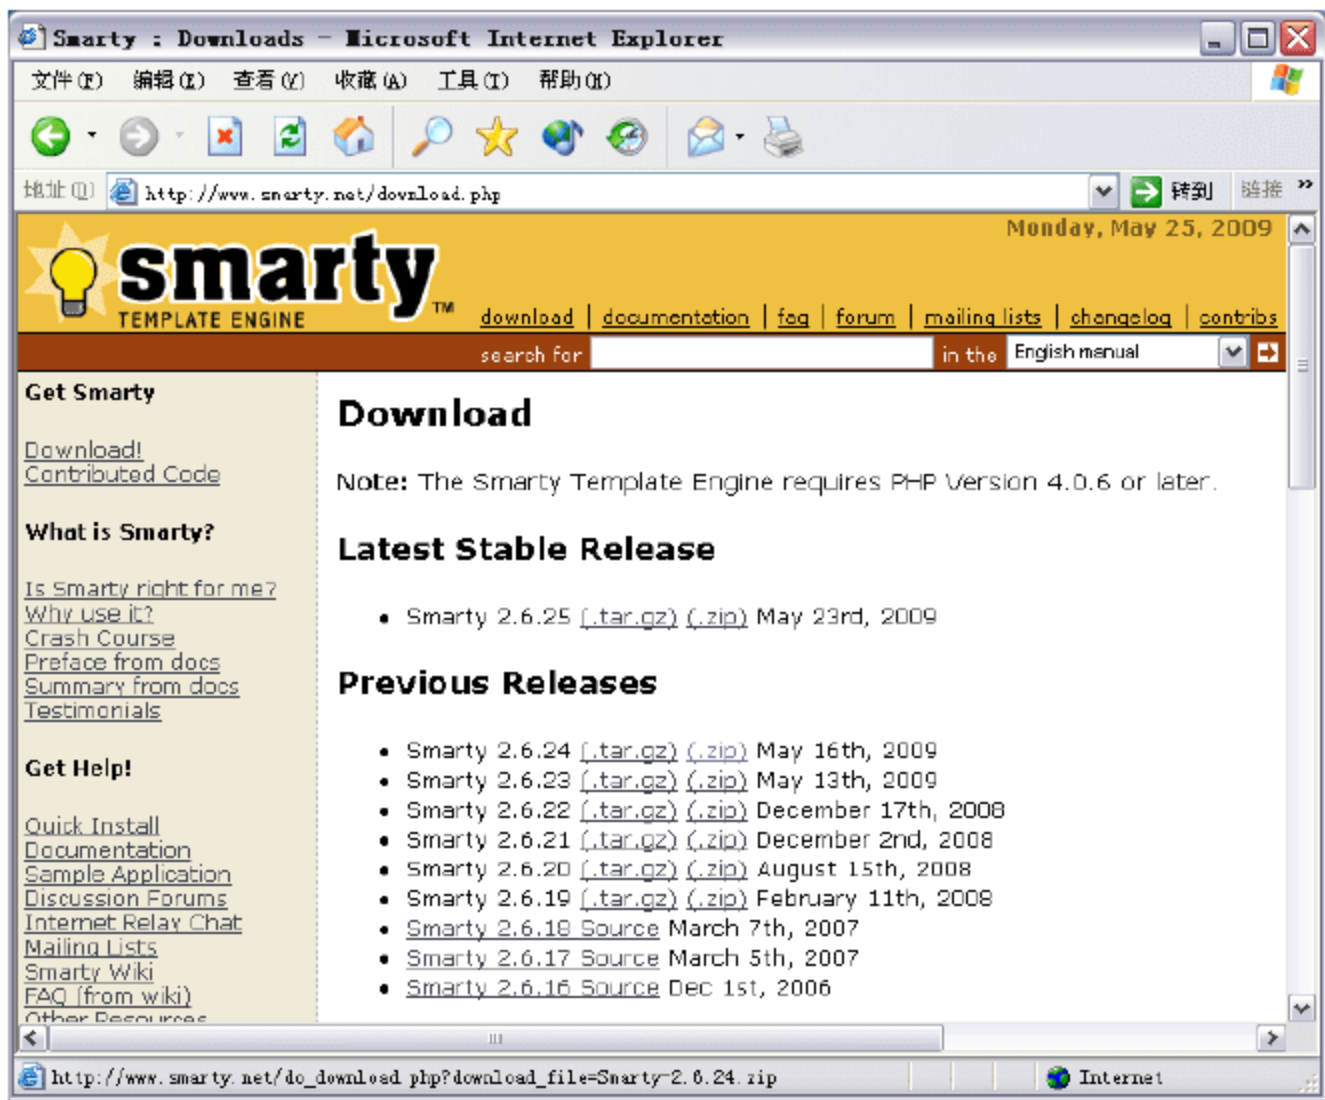 Smarty : Downloads - Microsoft Internet Explorer
文件(F) 编辑(E) 查看(V) 收藏(A) 工具(T) 帮助(H)
地址(D) http://www.smarty.net/download.php 转到 链接 »
Monday, May 25, 2009
smarty™
TEMPLATE ENGINE
download | documentation | faq | forum | mailing lists | changelog | contribs
search for in the English manual
Get Smarty
Download!
Contributed Code
What is Smarty?
Is Smarty right for me?
Why use it?
Crash Course
Preface from docs
Summary from docs
Testimonials
Get Help!
Quick Install
Documentation
Sample Application
Discussion Forums
Internet Relay Chat
Mailing Lists
Smarty Wiki
FAQ (from wiki)
Other Resources
Download
Note: The Smarty Template Engine requires PHP Version 4.0.6 or later.
Latest Stable Release
• Smarty 2.6.25 (.tar.gz) (.zip) May 23rd, 2009
Previous Releases
• Smarty 2.6.24 (.tar.gz) (.zip) May 16th, 2009
• Smarty 2.6.23 (.tar.gz) (.zip) May 13th, 2009
• Smarty 2.6.22 (.tar.gz) (.zip) December 17th, 2008
• Smarty 2.6.21 (.tar.gz) (.zip) December 2nd, 2008
• Smarty 2.6.20 (.tar.gz) (.zip) August 15th, 2008
• Smarty 2.6.19 (.tar.gz) (.zip) February 11th, 2008
• Smarty 2.6.18 Source March 7th, 2007
• Smarty 2.6.17 Source March 5th, 2007
• Smarty 2.6.16 Source Dec 1st, 2006
http://www.smarty.net/do_download.php?download_file=Smarty-2.6.24.zip Internet